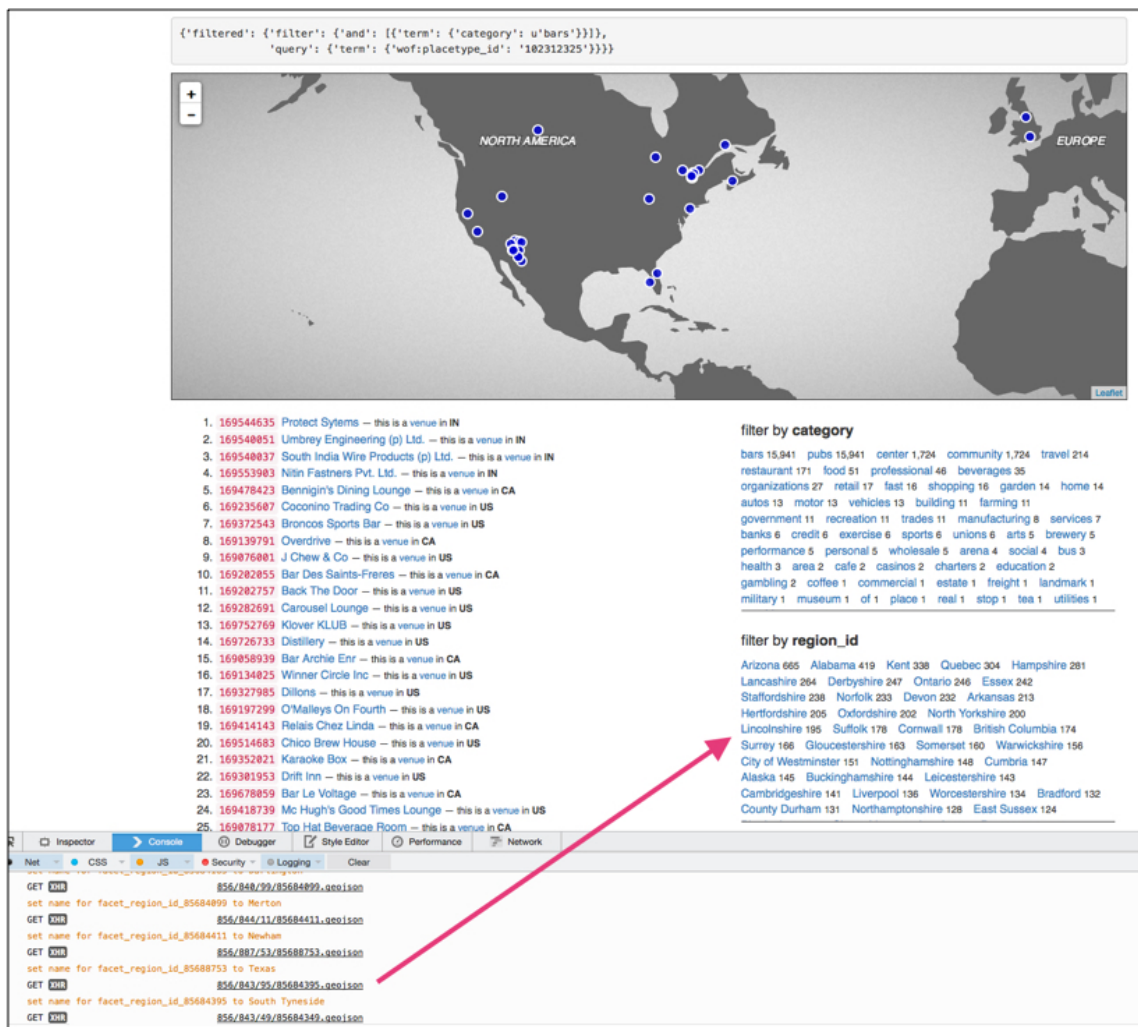 {'filtered': {'filter': {'and': [{'term': {'category': u'bars'}}]},
'query': {'term': {'wof:placetype_id': '102312325'}}}}
+
−
NORTH AMERICA
EUROPE
Leaflet
1. 169544635 Protect Sytems — this is a venue in IN
2. 169540051 Umbrey Engineering (p) Ltd. — this is a venue in IN
3. 169540037 South India Wire Products (p) Ltd. — this is a venue in IN
4. 169553903 Nitin Fastners Pvt. Ltd. — this is a venue in IN
5. 169478423 Bennigin's Dining Lounge — this is a venue in CA
6. 169235607 Coconino Trading Co — this is a venue in US
7. 169372543 Broncos Sports Bar — this is a venue in US
8. 169139791 Overdrive — this is a venue in CA
9. 169076001 J Chew & Co — this is a venue in US
10. 169202055 Bar Des Saints-Freres — this is a venue in CA
11. 169202757 Back The Door — this is a venue in US
12. 169282691 Carousel Lounge — this is a venue in US
13. 169752769 Klover KLUB — this is a venue in US
14. 169726733 Distillery — this is a venue in US
15. 169058939 Bar Archie Enr — this is a venue in CA
16. 169134025 Winner Circle Inc — this is a venue in US
17. 169327985 Dillons — this is a venue in US
18. 169197299 O'Malleys On Fourth — this is a venue in US
19. 169414143 Relais Chez Linda — this is a venue in CA
20. 169514683 Chico Brew House — this is a venue in US
21. 169352021 Karaoke Box — this is a venue in CA
22. 169301953 Drift Inn — this is a venue in US
23. 169678059 Bar Le Voltage — this is a venue in CA
24. 169418739 Mc Hugh's Good Times Lounge — this is a venue in US
25. 169078177 Top Hat Beverage Room — this is a venue in CA
filter by category
bars 15,941 pubs 15,941 center 1,724 community 1,724 travel 214
restaurant 171 food 51 professional 46 beverages 35
organizations 27 retail 17 fast 16 shopping 16 garden 14 home 14
autos 13 motor 13 vehicles 13 building 11 farming 11
government 11 recreation 11 trades 11 manufacturing 8 services 7
banks 6 credit 6 exercise 6 sports 6 unions 6 arts 5 brewery 5
performance 5 personal 5 wholesale 5 arena 4 social 4 bus 3
health 3 area 2 cafe 2 casinos 2 charters 2 education 2
gambling 2 coffee 1 commercial 1 estate 1 freight 1 landmark 1
military 1 museum 1 of 1 place 1 real 1 stop 1 tea 1 utilities 1
filter by region_id
Arizona 665 Alabama 419 Kent 338 Quebec 304 Hampshire 281
Lancashire 264 Derbyshire 247 Ontario 246 Essex 242
Staffordshire 238 Norfolk 233 Devon 232 Arkansas 213
Hertfordshire 205 Oxfordshire 202 North Yorkshire 200
Lincolnshire 195 Suffolk 178 Cornwall 178 British Columbia 174
Surrey 166 Gloucestershire 163 Somerset 160 Warwickshire 156
City of Westminster 151 Nottinghamshire 148 Cumbria 147
Alaska 145 Buckinghamshire 144 Leicestershire 143
Cambridgeshire 141 Liverpool 136 Worcestershire 134 Bradford 132
County Durham 131 Northamptonshire 128 East Sussex 124
Inspector Console Debugger Style Editor Performance Network
Net CSS JS Security Logging Clear
GET XHR 856/840/99/85684099.geojson
set name for facet_region_id_85684099 to Merton
GET XHR 856/844/11/85684411.geojson
set name for facet_region_id_85684411 to Newham
GET XHR 856/887/53/85688753.geojson
set name for facet_region_id_85688753 to Texas
GET XHR 856/843/95/85684395.geojson
set name for facet_region_id_85684395 to South Tyneside
GET XHR 856/843/49/85684349.geojson